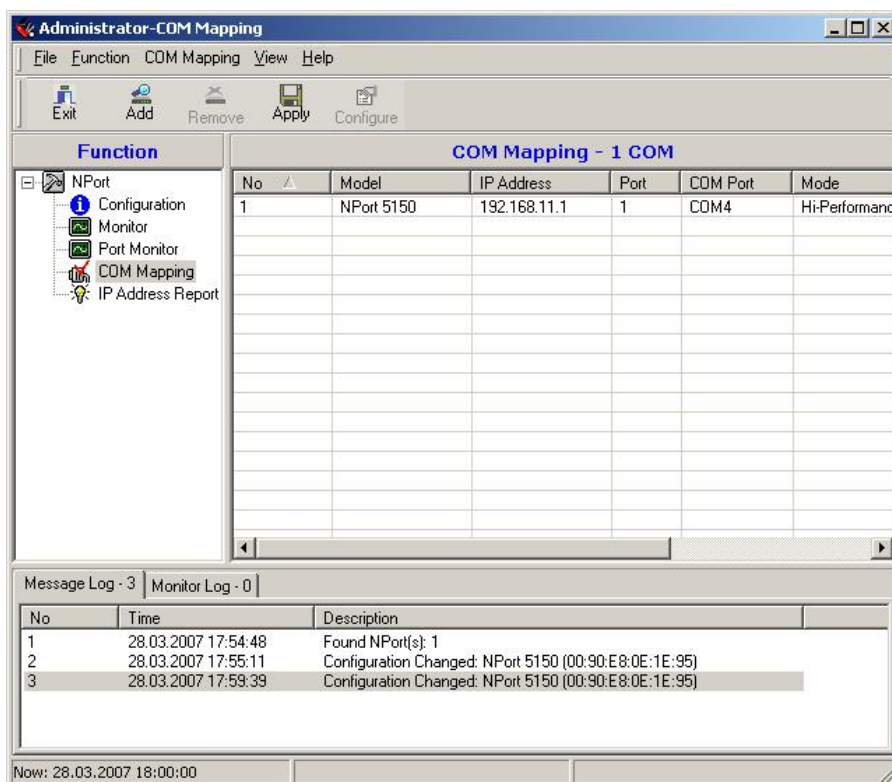 Administrator-COM Mapping
File Function COM Mapping View Help
Exit Add Remove Apply Configure
Function
NPort
Configuration
Monitor
Port Monitor
COM Mapping
IP Address Report
COM Mapping - 1 COM
No Model IP Address Port COM Port Mode
1 NPort 5150 192.168.11.1 1 COM4 Hi-Performanc
Message Log - 3 Monitor Log - 0
No Time Description
1 28.03.2007 17:54:48 Found NPort(s): 1
2 28.03.2007 17:55:11 Configuration Changed: NPort 5150 (00:90:E8:0E:1E:95)
3 28.03.2007 17:59:39 Configuration Changed: NPort 5150 (00:90:E8:0E:1E:95)
Now: 28.03.2007 18:00:00